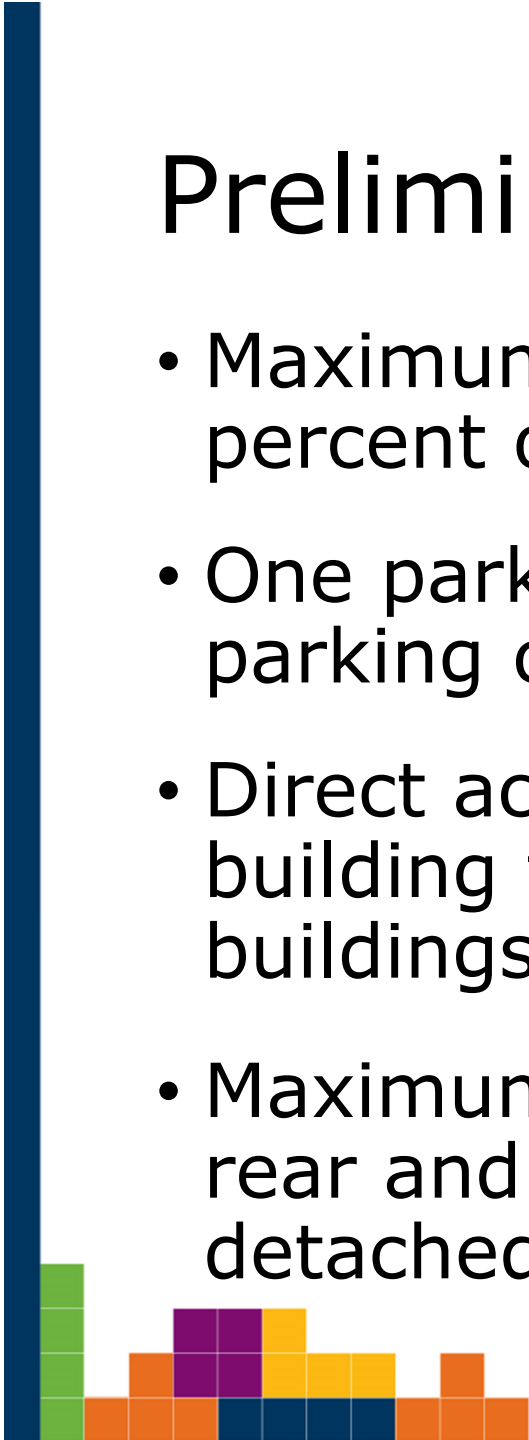 Prelimi
• Maximum
percent
• One park
parking
• Direct ac
building
buildings
• Maximum
rear and
detached